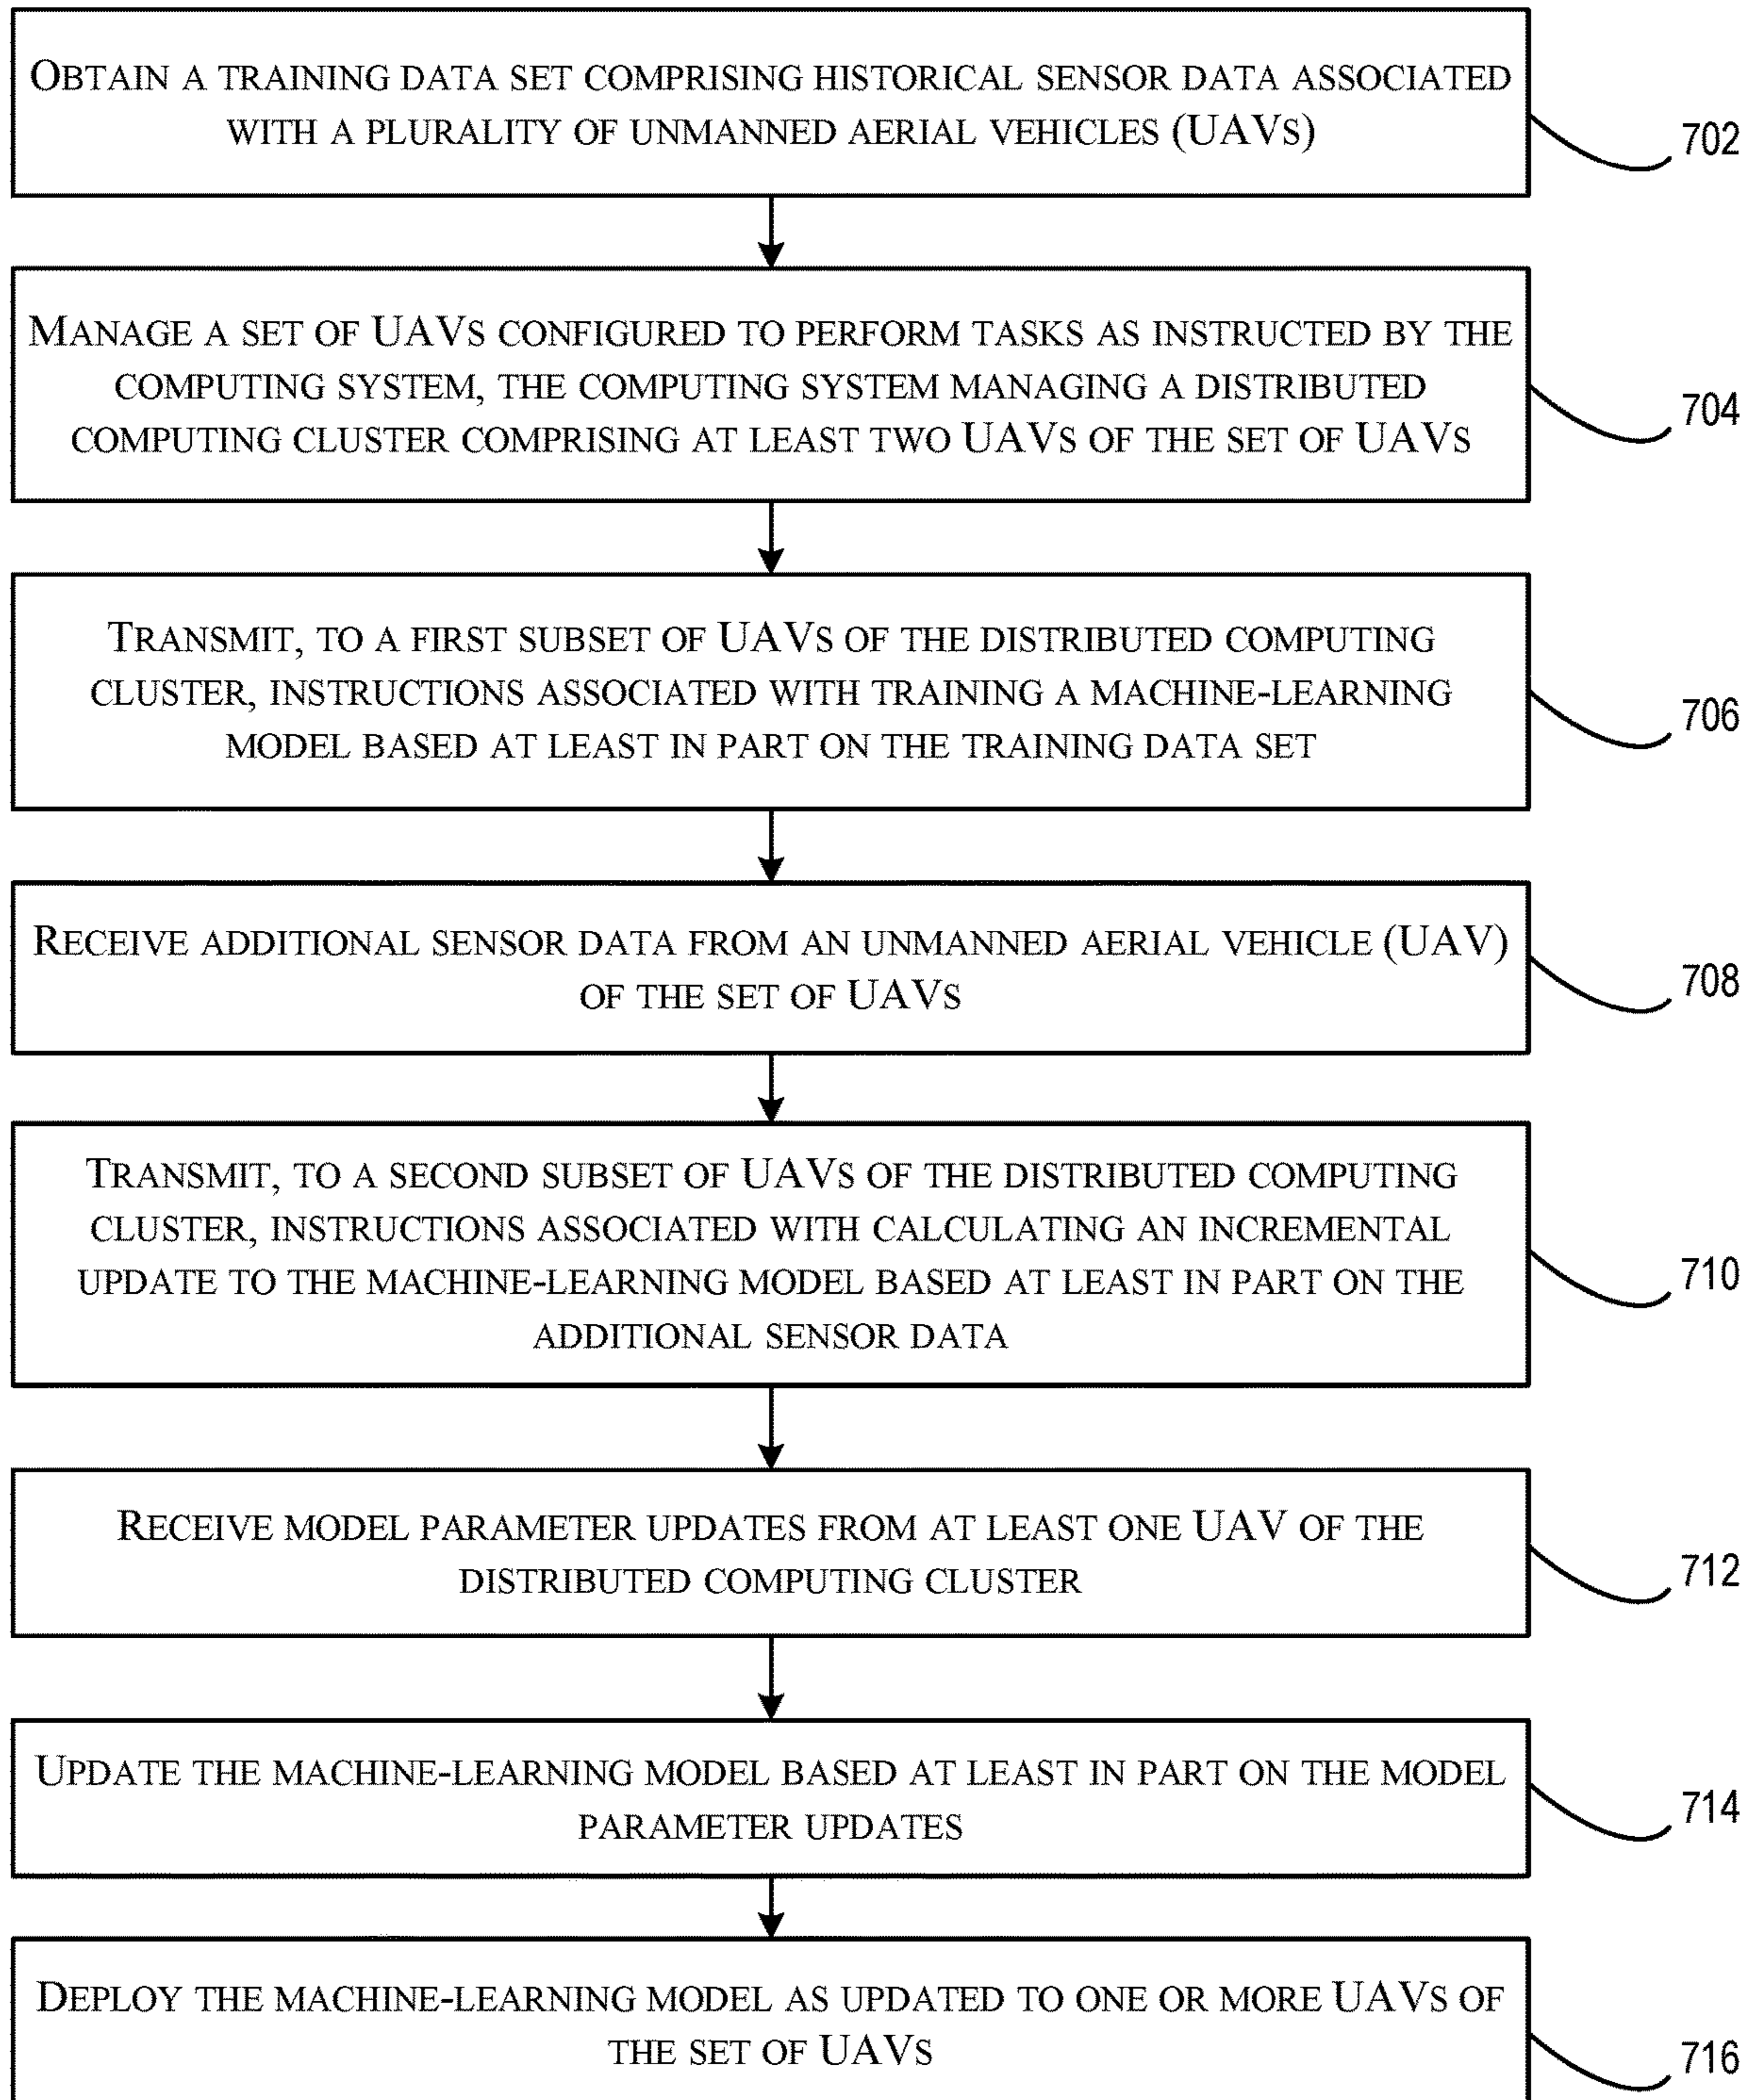 OBTAIN A TRAINING DATA SET COMPRISING HISTORICAL SENSOR DATA ASSOCIATED
WITH A PLURALITY OF UNMANNED AERIAL VEHICLES (UAVS)
702
MANAGE A SET OF UAVS CONFIGURED TO PERFORM TASKS AS INSTRUCTED BY THE
COMPUTING SYSTEM, THE COMPUTING SYSTEM MANAGING A DISTRIBUTED
COMPUTING CLUSTER COMPRISING AT LEAST TWO UAVS OF THE SET OF UAVS
704
TRANSMIT, TO A FIRST SUBSET OF UAVS OF THE DISTRIBUTED COMPUTING
CLUSTER, INSTRUCTIONS ASSOCIATED WITH TRAINING A MACHINE-LEARNING
MODEL BASED AT LEAST IN PART ON THE TRAINING DATA SET
706
RECEIVE ADDITIONAL SENSOR DATA FROM AN UNMANNED AERIAL VEHICLE (UAV)
OF THE SET OF UAVS
708
TRANSMIT, TO A SECOND SUBSET OF UAVS OF THE DISTRIBUTED COMPUTING
CLUSTER, INSTRUCTIONS ASSOCIATED WITH CALCULATING AN INCREMENTAL
UPDATE TO THE MACHINE-LEARNING MODEL BASED AT LEAST IN PART ON THE
ADDITIONAL SENSOR DATA
710
RECEIVE MODEL PARAMETER UPDATES FROM AT LEAST ONE UAV OF THE
DISTRIBUTED COMPUTING CLUSTER
712
UPDATE THE MACHINE-LEARNING MODEL BASED AT LEAST IN PART ON THE MODEL
PARAMETER UPDATES
714
DEPLOY THE MACHINE-LEARNING MODEL AS UPDATED TO ONE OR MORE UAVS OF
THE SET OF UAVS
716